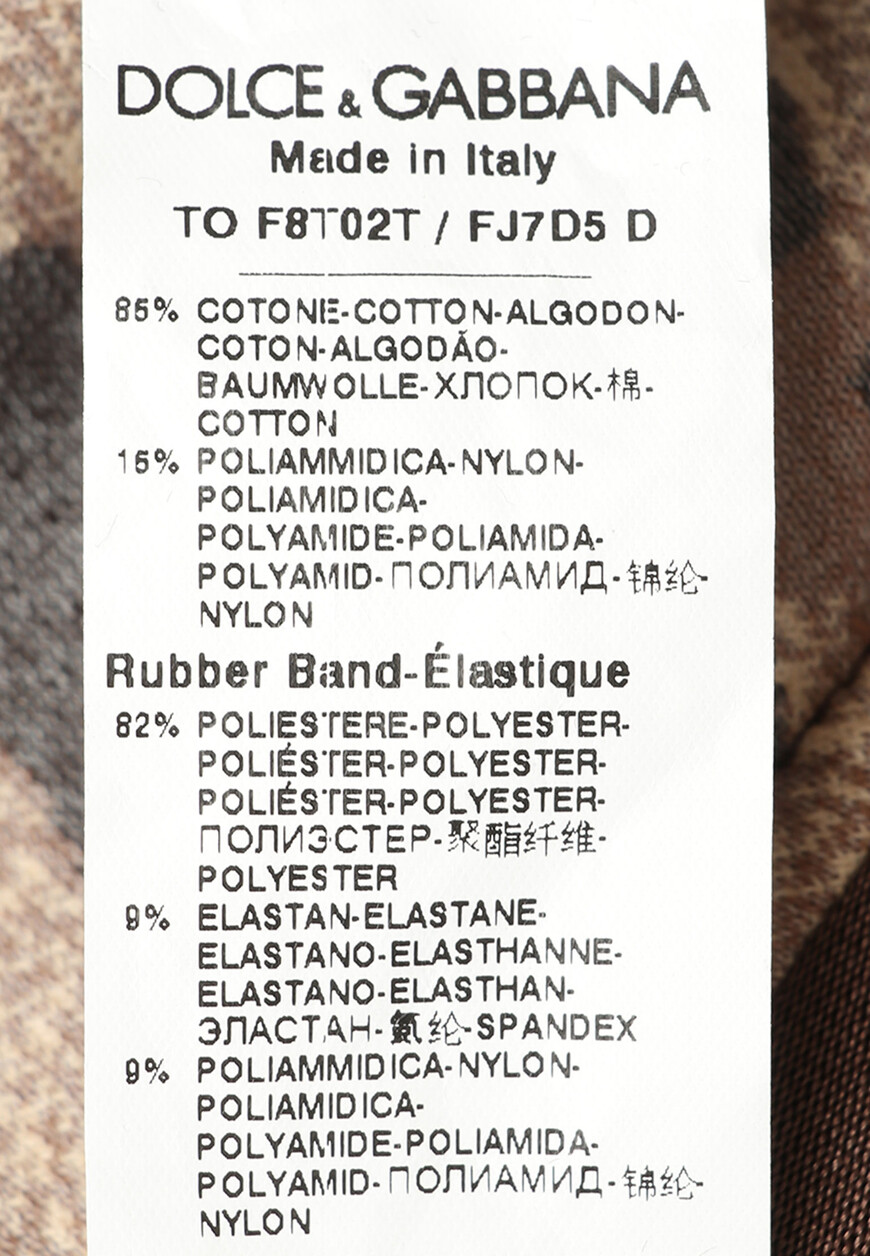 DOLCE & GABBANA
Made in Italy
TO F8T02T / FJ7D5 D
85% COTONE-COTTON-ALGODON-
COTON-ALGODÃO-
BAUMWOLLE-ХЛОПОК-棉-
COTTON
15% POLIAMMIDICA-NYLON-
POLIAMIDICA-
POLYAMIDE-POLIAMIDA-
POLYAMID-ПОЛИАМИД-锦纶-
NYLON
Rubber Band-Élastique
82% POLIESTERE-POLYESTER-
POLIÉSTER-POLYESTER-
POLIÉSTER-POLYESTER-
ПОЛИЭСТЕР-聚酯纤维-
POLYESTER
9% ELASTAN-ELASTANE-
ELASTANO-ELASTHANNE-
ELASTANO-ELASTHAN-
ЭЛАСТАН-氨纶-SPANDEX
9% POLIAMMIDICA-NYLON-
POLIAMIDICA-
POLYAMIDE-POLIAMIDA-
POLYAMID-ПОЛИАМИД-锦纶-
NYLON